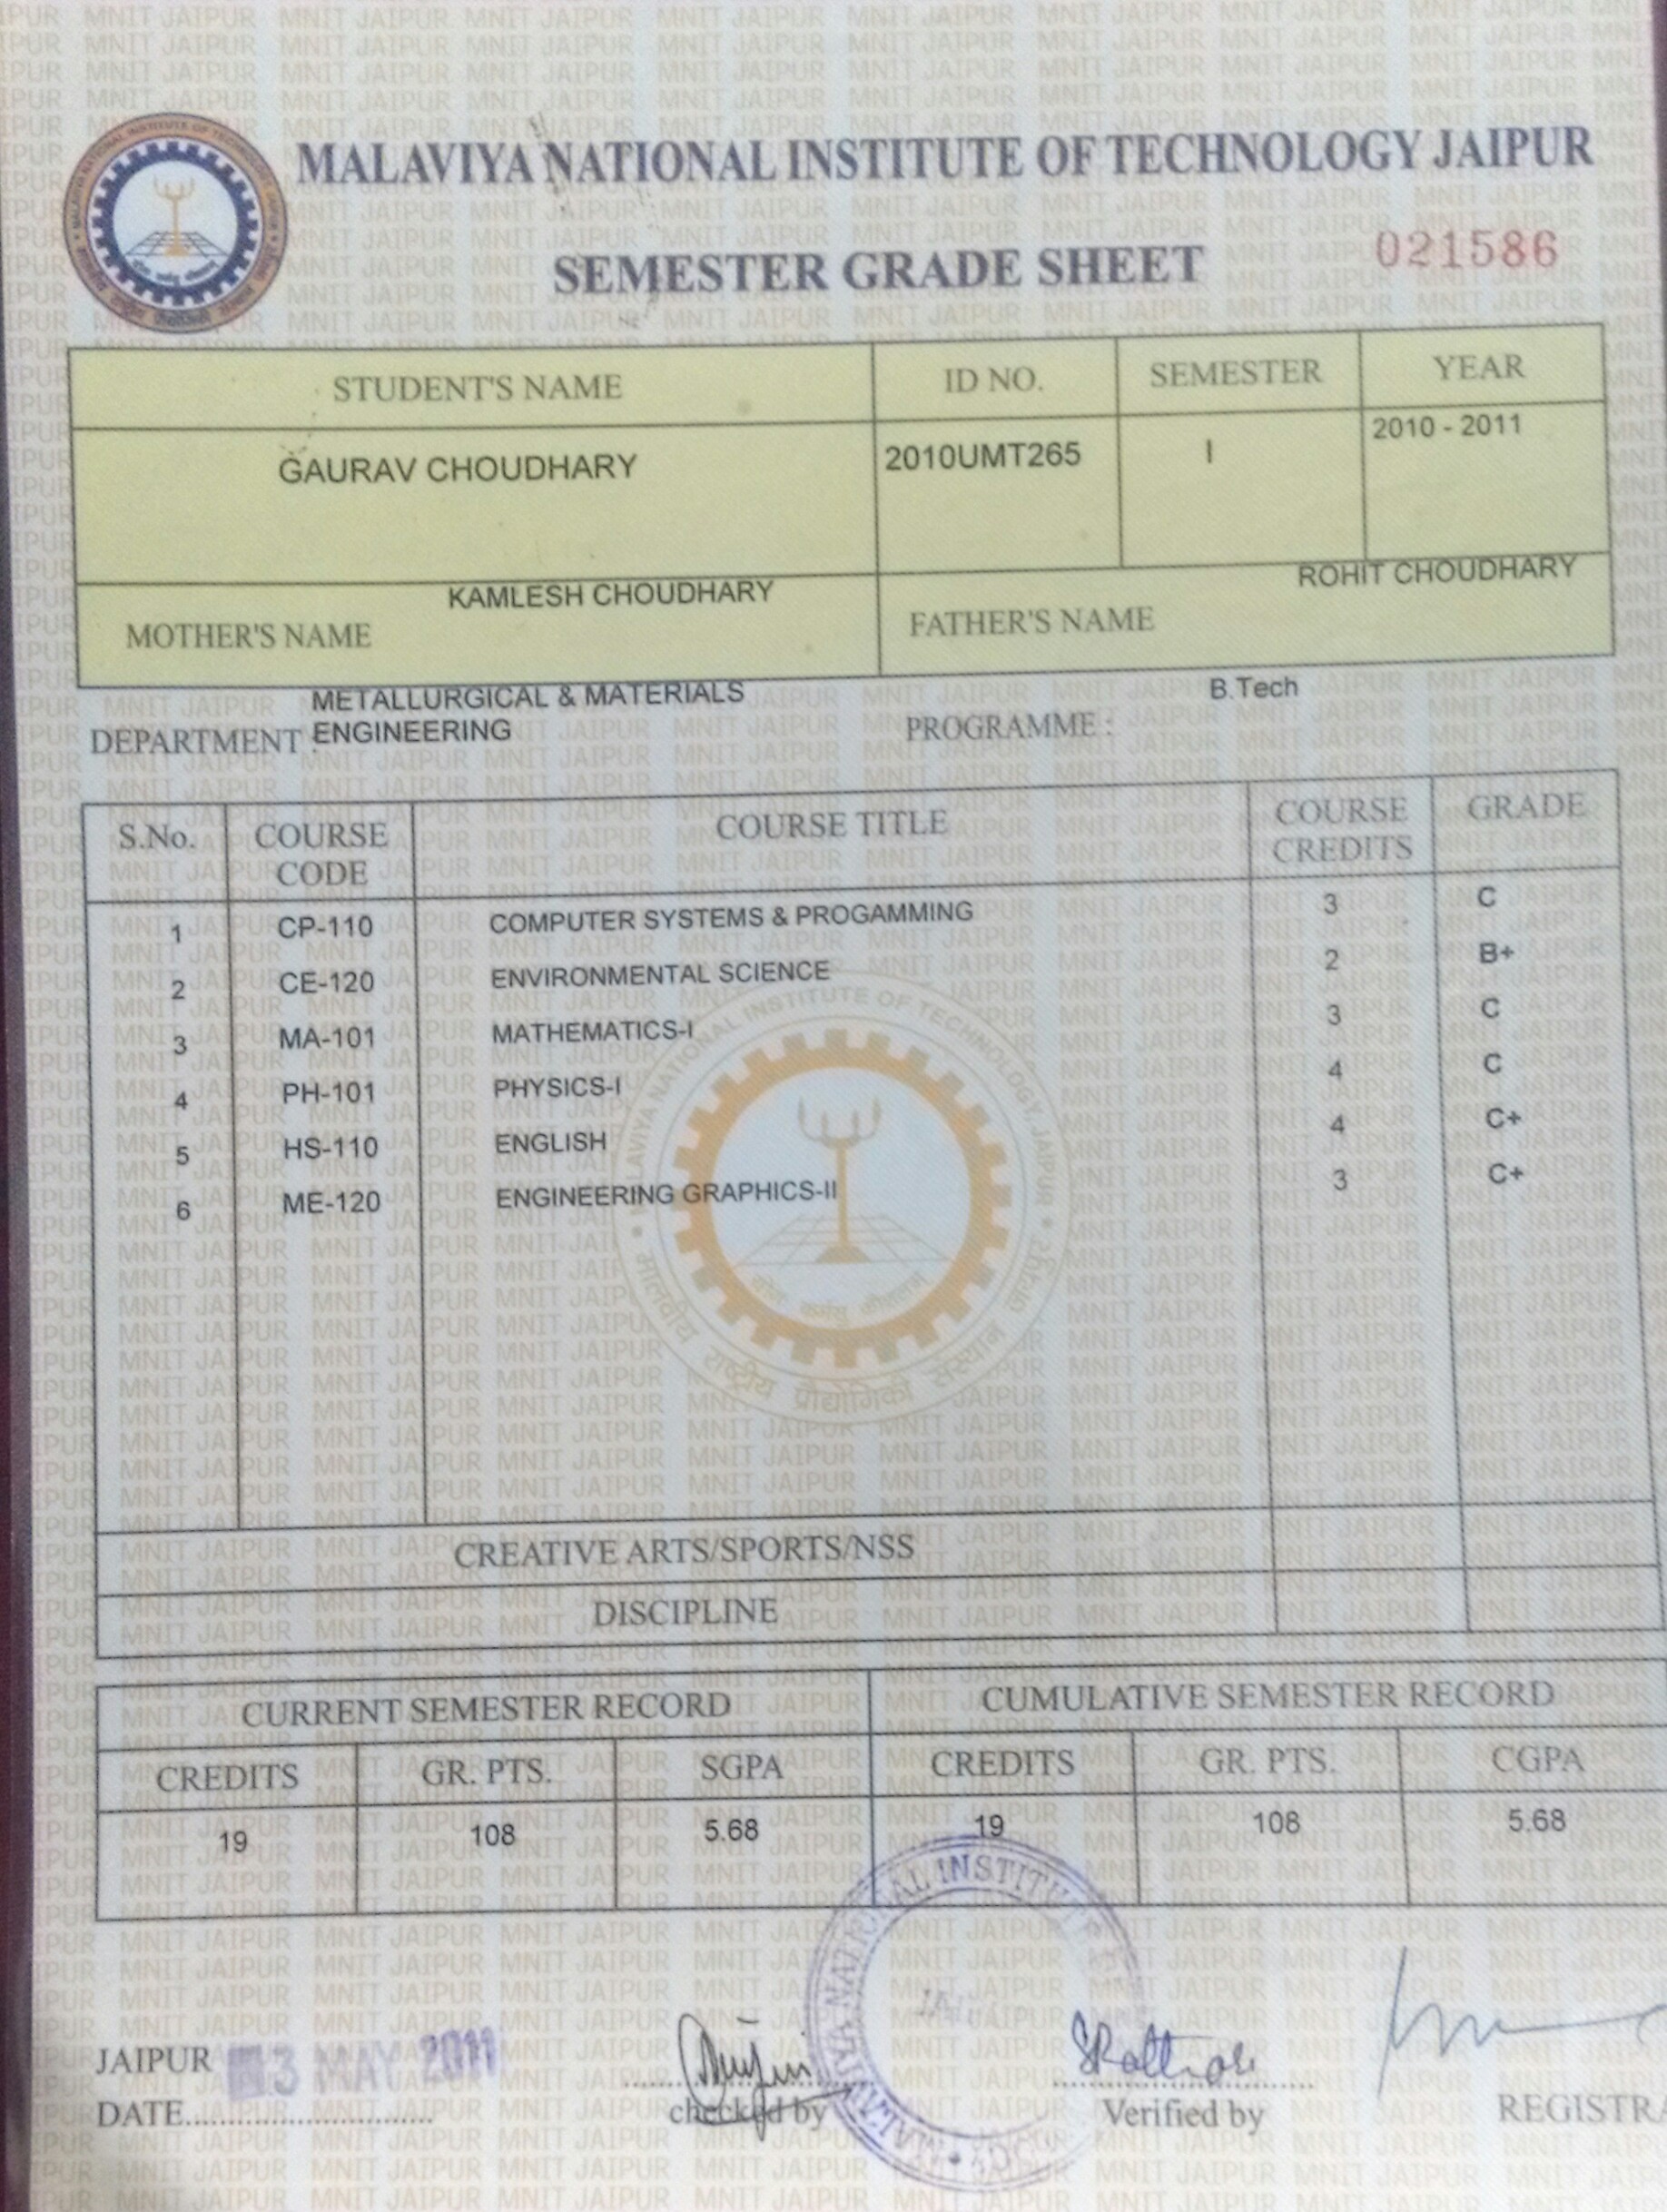 MALAVIYA NATIONAL INSTITUTE OF TECHNOLOGY JAIPUR
SEMESTER GRADE SHEET
021586
STUDENT'S NAME ID NO. SEMESTER YEAR
GAURAV CHOUDHARY 2010UMT265 I 2010 - 2011
KAMLESH CHOUDHARY ROHIT CHOUDHARY
MOTHER'S NAME FATHER'S NAME
METALLURGICAL & MATERIALS B.Tech
DEPARTMENT : ENGINEERING PROGRAMME :
S.No. COURSE CODE COURSE TITLE COURSE CREDITS GRADE
1 CP-110 COMPUTER SYSTEMS & PROGAMMING 3 C
2 CE-120 ENVIRONMENTAL SCIENCE 2 B+
3 MA-101 MATHEMATICS-I 3 C
4 PH-101 PHYSICS-I 4 C
5 HS-110 ENGLISH 4 C+
6 ME-120 ENGINEERING GRAPHICS-II 3 C+
MALAVIYA NATIONAL INSTITUTE OF TECHNOLOGY JAIPUR
मालवीय राष्ट्रीय प्रौद्योगिकी संस्थान जयपुर
CREATIVE ARTS/SPORTS/NSS
DISCIPLINE
CURRENT SEMESTER RECORD CUMULATIVE SEMESTER RECORD
CREDITS GR. PTS. SGPA CREDITS GR. PTS. CGPA
19 108 5.68 19 108 5.68
JAIPUR 3 MAY 2011
DATE
checked by Verified by REGISTRA